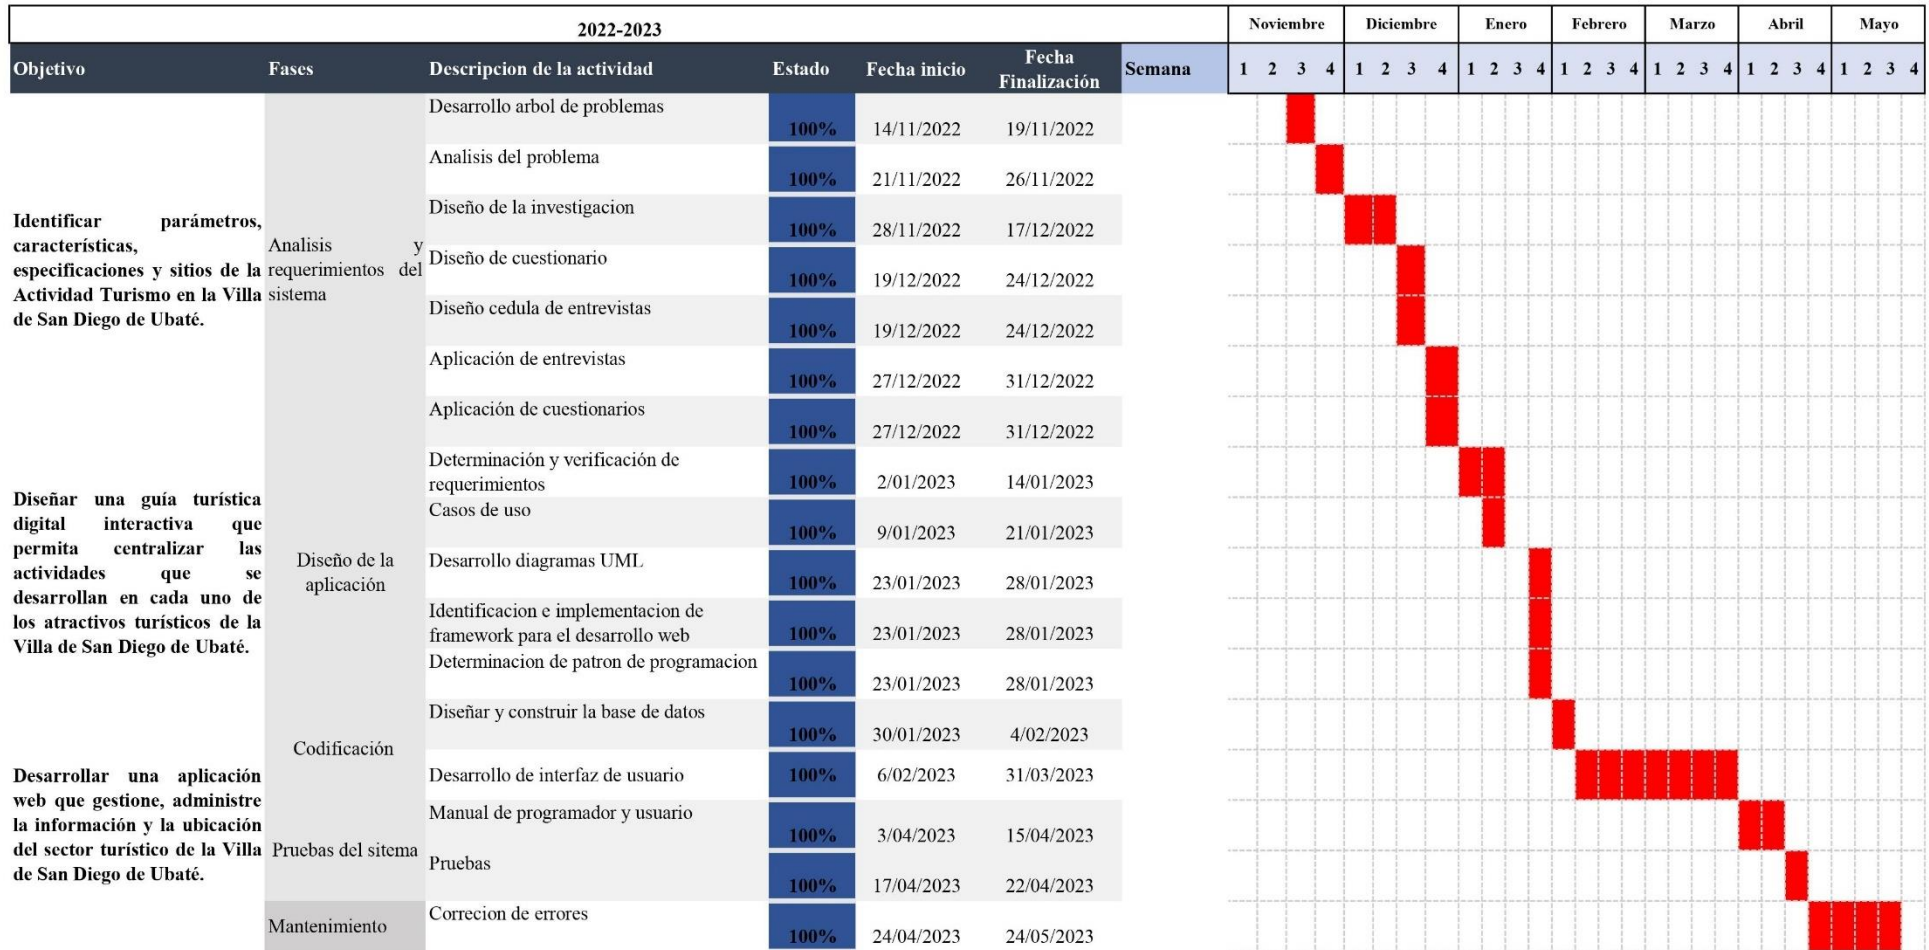 2022-2023
Noviembre Diciembre Enero Febrero Marzo Abril Mayo
Objetivo Fases Descripcion de la actividad Estado Fecha inicio Fecha Finalización Semana 1 2 3 4 1 2 3 4 1 2 3 4 1 2 3 4 1 2 3 4 1 2 3 4 1 2 3 4
Identificar parámetros,
características,
especificaciones y sitios de la
Actividad Turismo en la Villa
de San Diego de Ubaté.
Analisis y
requerimientos del
sistema
Desarrollo arbol de problemas
100% 14/11/2022 19/11/2022
Analisis del problema
100% 21/11/2022 26/11/2022
Diseño de la investigacion
100% 28/11/2022 17/12/2022
Diseño de cuestionario
100% 19/12/2022 24/12/2022
Diseño cedula de entrevistas
100% 19/12/2022 24/12/2022
Aplicación de entrevistas
100% 27/12/2022 31/12/2022
Aplicación de cuestionarios
100% 27/12/2022 31/12/2022
Diseñar una guía turística
digital interactiva que
permita centralizar las
actividades que se
desarrollan en cada uno de
los atractivos turísticos de la
Villa de San Diego de Ubaté.
Diseño de la
aplicación
Determinación y verificación de
requerimientos
100% 2/01/2023 14/01/2023
Casos de uso
100% 9/01/2023 21/01/2023
Desarrollo diagramas UML
100% 23/01/2023 28/01/2023
Identificacion e implementacion de
framework para el desarrollo web
100% 23/01/2023 28/01/2023
Determinacion de patron de programacion
100% 23/01/2023 28/01/2023
Desarrollar una aplicación
web que gestione, administre
la información y la ubicación
del sector turístico de la Villa
de San Diego de Ubaté.
Codificación
Diseñar y construir la base de datos
100% 30/01/2023 4/02/2023
Desarrollo de interfaz de usuario 100% 6/02/2023 31/03/2023
Pruebas del sitema
Manual de programador y usuario
100% 3/04/2023 15/04/2023
Pruebas
100% 17/04/2023 22/04/2023
Mantenimiento
Correcion de errores
100% 24/04/2023 24/05/2023